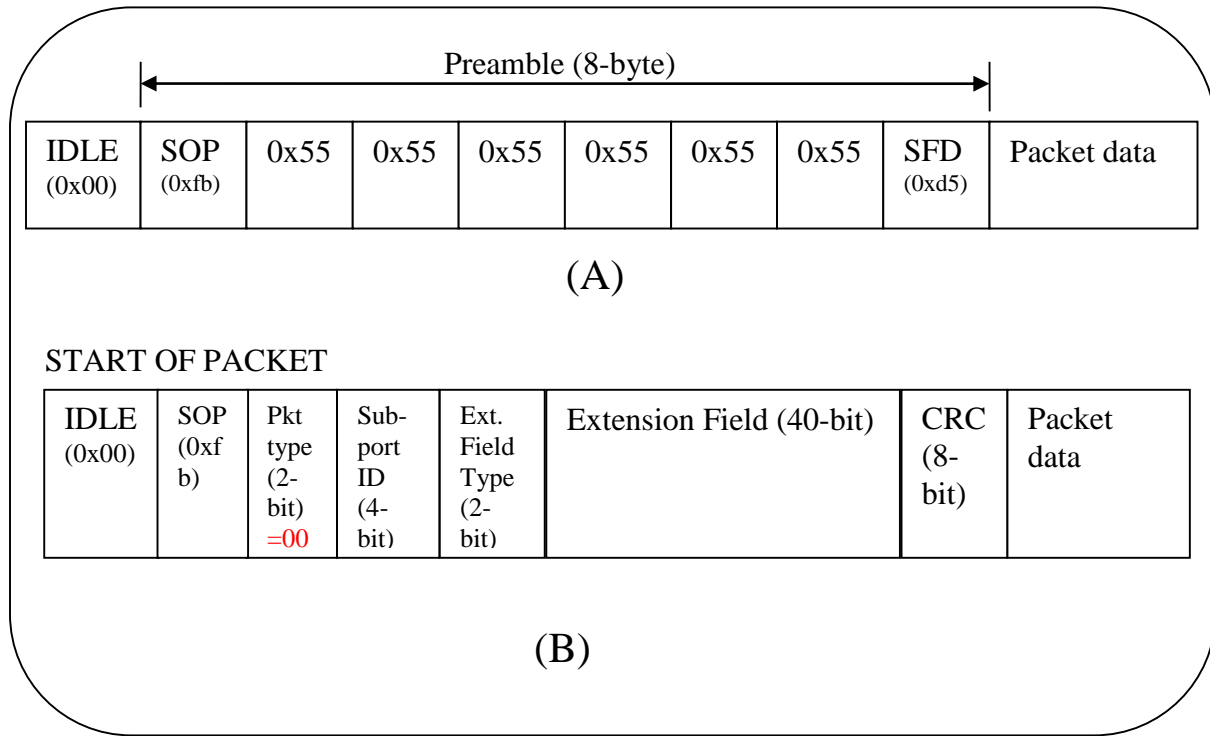 Preamble (8-byte)
IDLE
(0x00)
SOP
(0xfb)
0x55
0x55
0x55
0x55
0x55
0x55
SFD
(0xd5)
Packet data
(A)
START OF PACKET
IDLE
(0x00)
SOP
(0xf
b)
Pkt
type
(2-
bit)
=00
Sub-
port
ID
(4-
bit)
Ext.
Field
Type
(2-
bit)
Extension Field (40-bit)
CRC
(8-
bit)
Packet
data
(B)